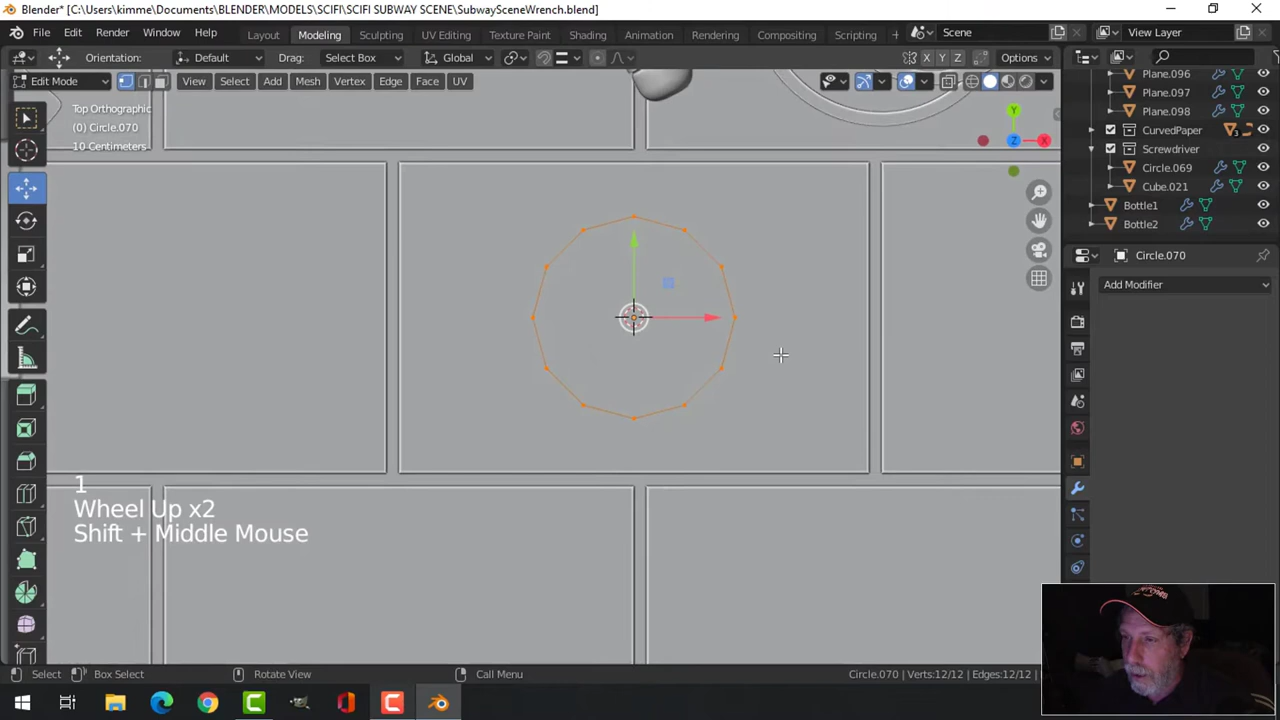 Blender* [C:\Users\kimme\Documents\BLENDER\MODELS\SCIFI\SCIFI SUBWAY SCENE\SubwaySceneWrench.blend]
File Edit Render Window Help Layout Modeling Sculpting UV Editing Texture Paint Shading Animation Rendering Compositing Scripting + Scene View Layer
Orientation: Default Drag: Select Box Global X Y Z Options
Edit Mode View Select Add Mesh Vertex Edge Face UV
Top Orthographic
(0) Circle.070
10 Centimeters
Y
Z X
Plane.096
Plane.097
Plane.098
CurvedPaper 3
Screwdriver
Circle.069
Cube.021
Bottle1
Bottle2
Circle.070
Add Modifier
1
Wheel Up x2
Shift + Middle Mouse
Select Box Select Rotate View Call Menu Circle.070 | Verts:12/12 | Edges:12/12 |